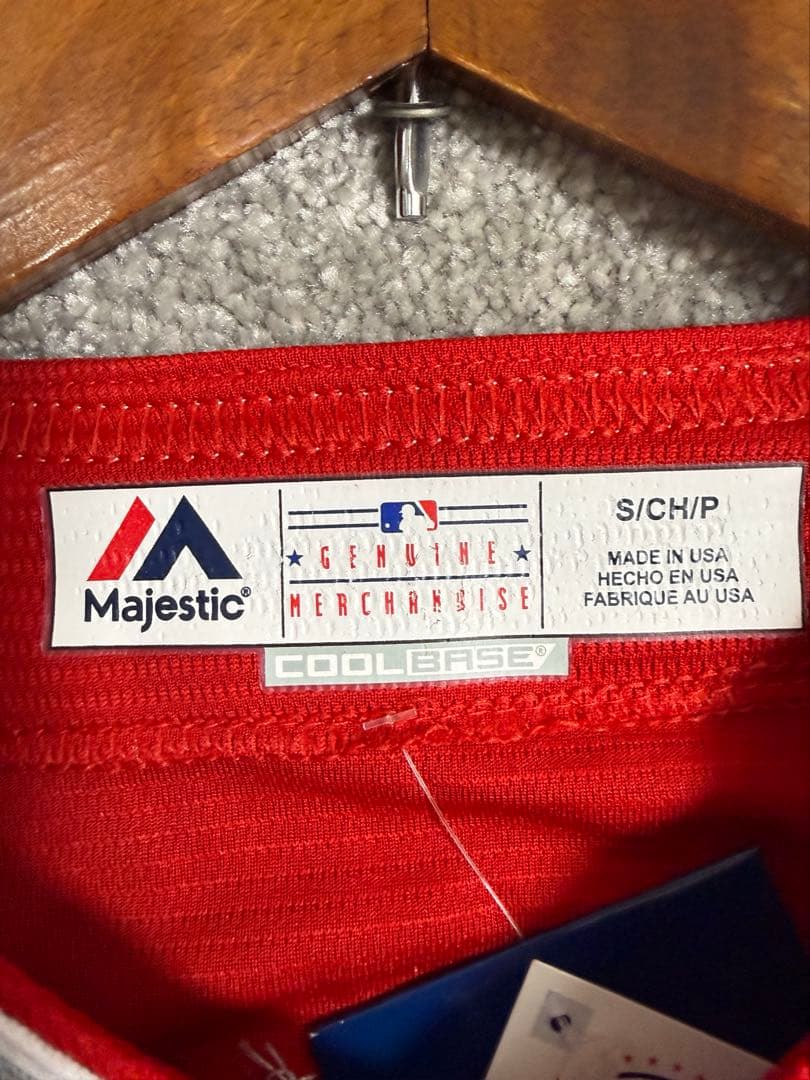 Majestic®
GENUINE
MERCHANDISE
S/CH/P
MADE IN USA
HECHO EN USA
FABRIQUE AU USA
COOLBASE®